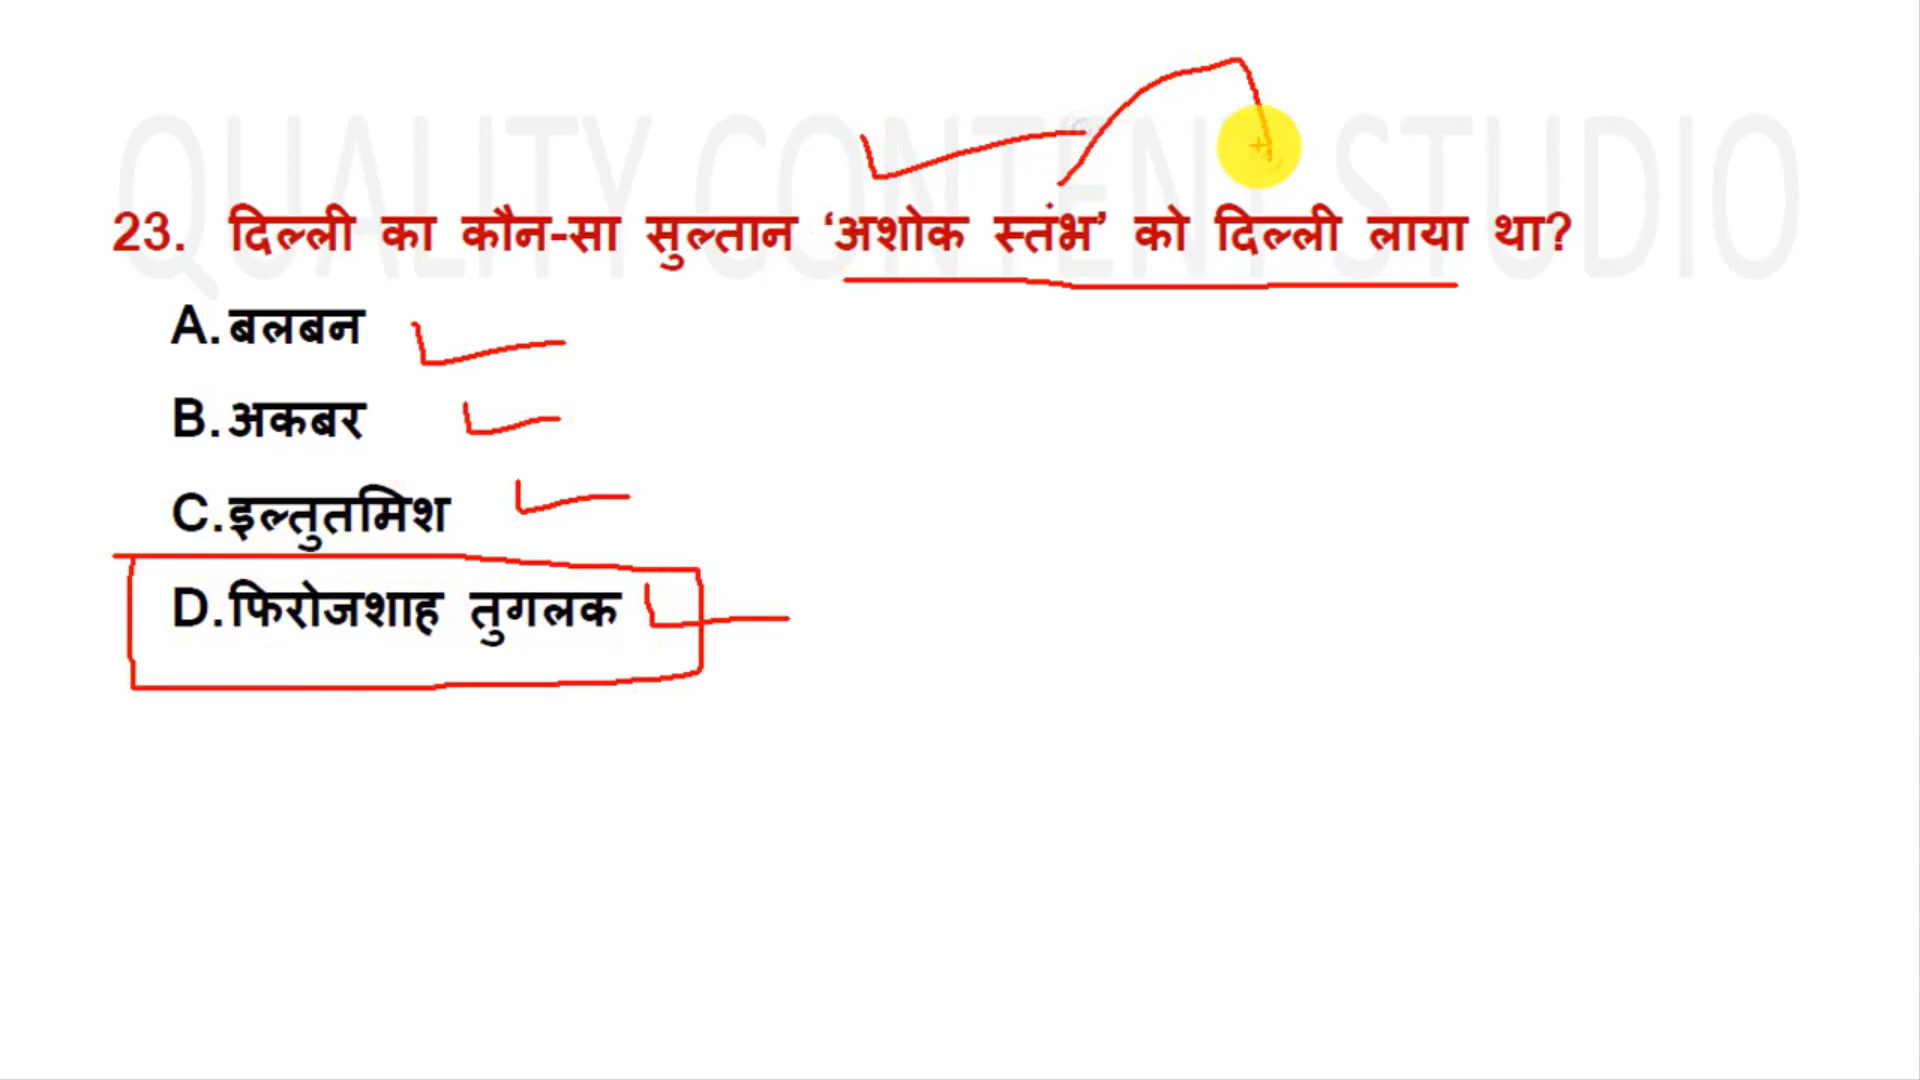 QUALITY CONTENT STUDIO
23. दिल्ली का कौन-सा सुल्तान ‘अशोक स्तंभ’ को दिल्ली लाया था?
A. बलबन
B. अकबर
C. इल्तुतमिश
D. फिरोजशाह तुगलक